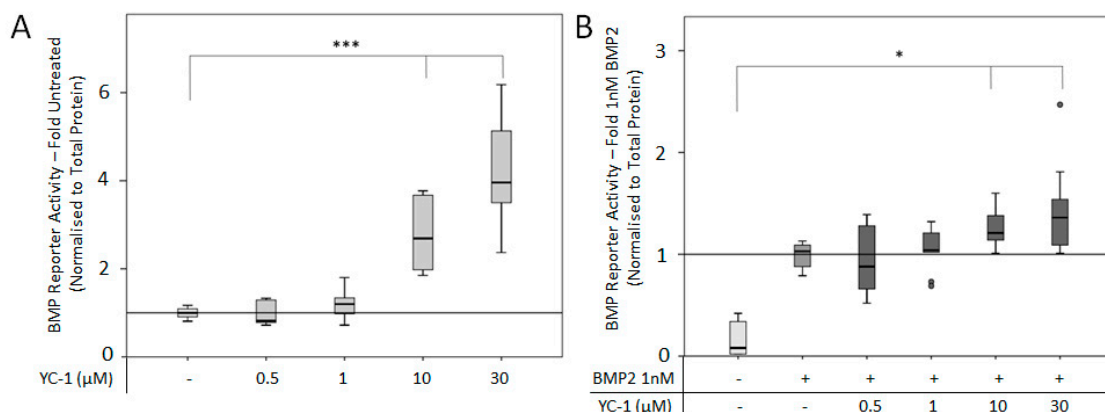 A
BMP Reporter Activity – Fold Untreated
(Normalised to Total Protein)
***
6
4
2
0
YC-1 (μM) - 0.5 1 10 30
B
BMP Reporter Activity – Fold 1nM BMP2
(Normalised to Total Protein)
*
3
2
1
0
BMP2 1nM - + + + + +
YC-1 (μM) - - 0.5 1 10 30